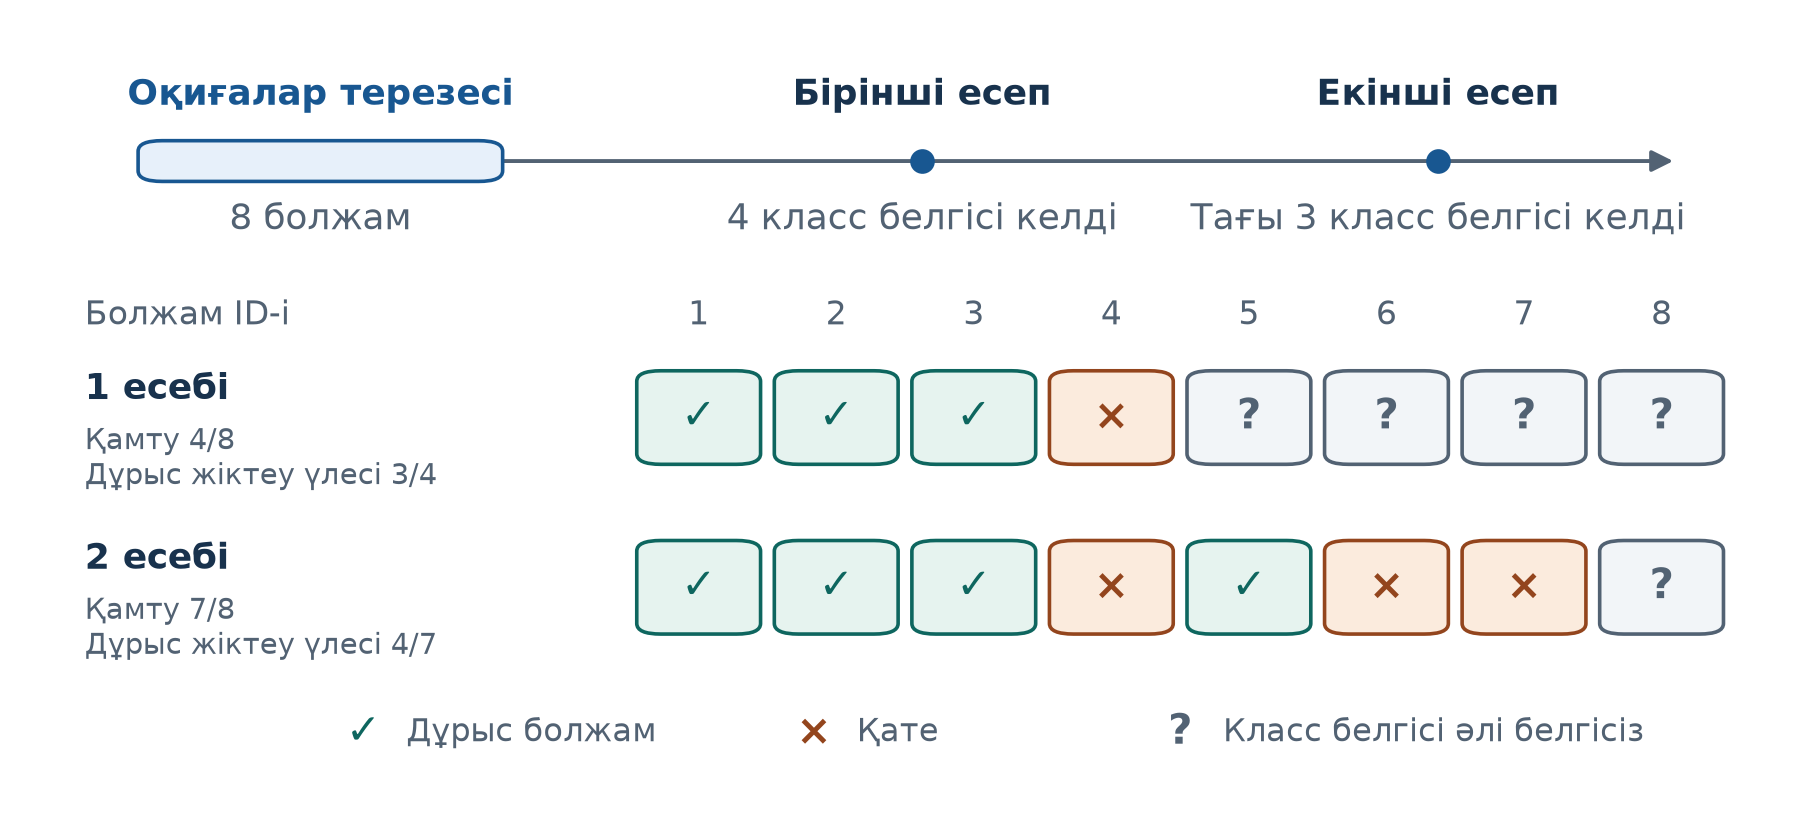 Оқиғалар терезесі
Бірінші есеп
Екінші есеп
8 болжам
4 класс белгісі келді
Тағы 3 класс белгісі келді
Болжам ID-і 1 2 3 4 5 6 7 8
1 есебі
Қамту 4/8
Дұрыс жіктеу үлесі 3/4
✓ ✓ ✓ × ? ? ? ?
2 есебі
Қамту 7/8
Дұрыс жіктеу үлесі 4/7
✓ ✓ ✓ × ✓ × × ?
✓ Дұрыс болжам
× Қате
? Класс белгісі әлі белгісіз